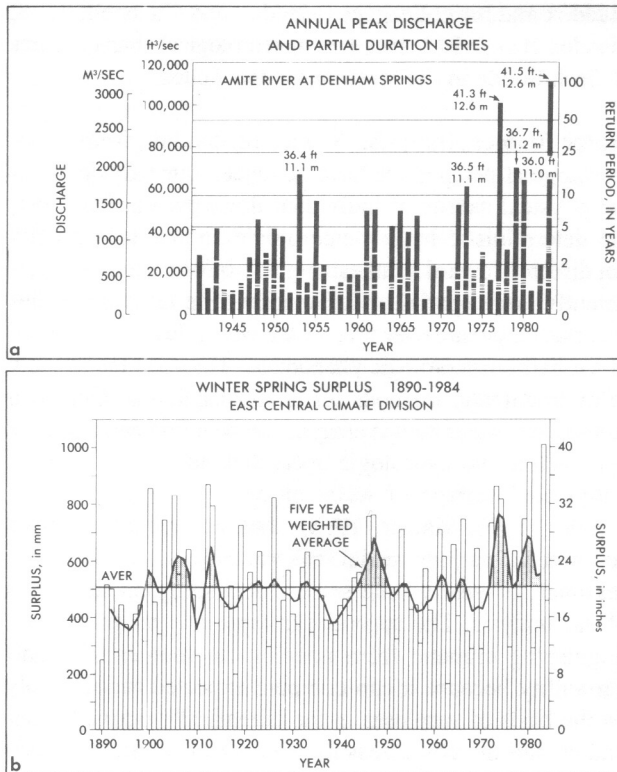 ANNUAL PEAK DISCHARGE
AND PARTIAL DURATION SERIES
ft³/sec
M³/SEC
120,000
100,000
80,000
60,000
40,000
20,000
0
3000
2500
2000
1500
1000
500
0
DISCHARGE
AMITE RIVER AT DENHAM SPRINGS
36.4 ft
11.1 m
36.5 ft
11.1 m
41.3 ft
12.6 m
41.5 ft.
12.6 m
36.7 ft.
11.2 m
36.0 ft
11.0 m
100
50
25
10
5
2
0
RETURN PERIOD, IN YEARS
1945 1950 1955 1960 1965 1970 1975 1980
YEAR
a
WINTER SPRING SURPLUS 1890-1984
EAST CENTRAL CLIMATE DIVISION
1000
800
600
400
200
0
SURPLUS, in mm
AVER
FIVE YEAR
WEIGHTED
AVERAGE
40
32
24
16
8
0
SURPLUS, in inches
1890 1900 1910 1920 1930 1940 1950 1960 1970 1980
YEAR
b